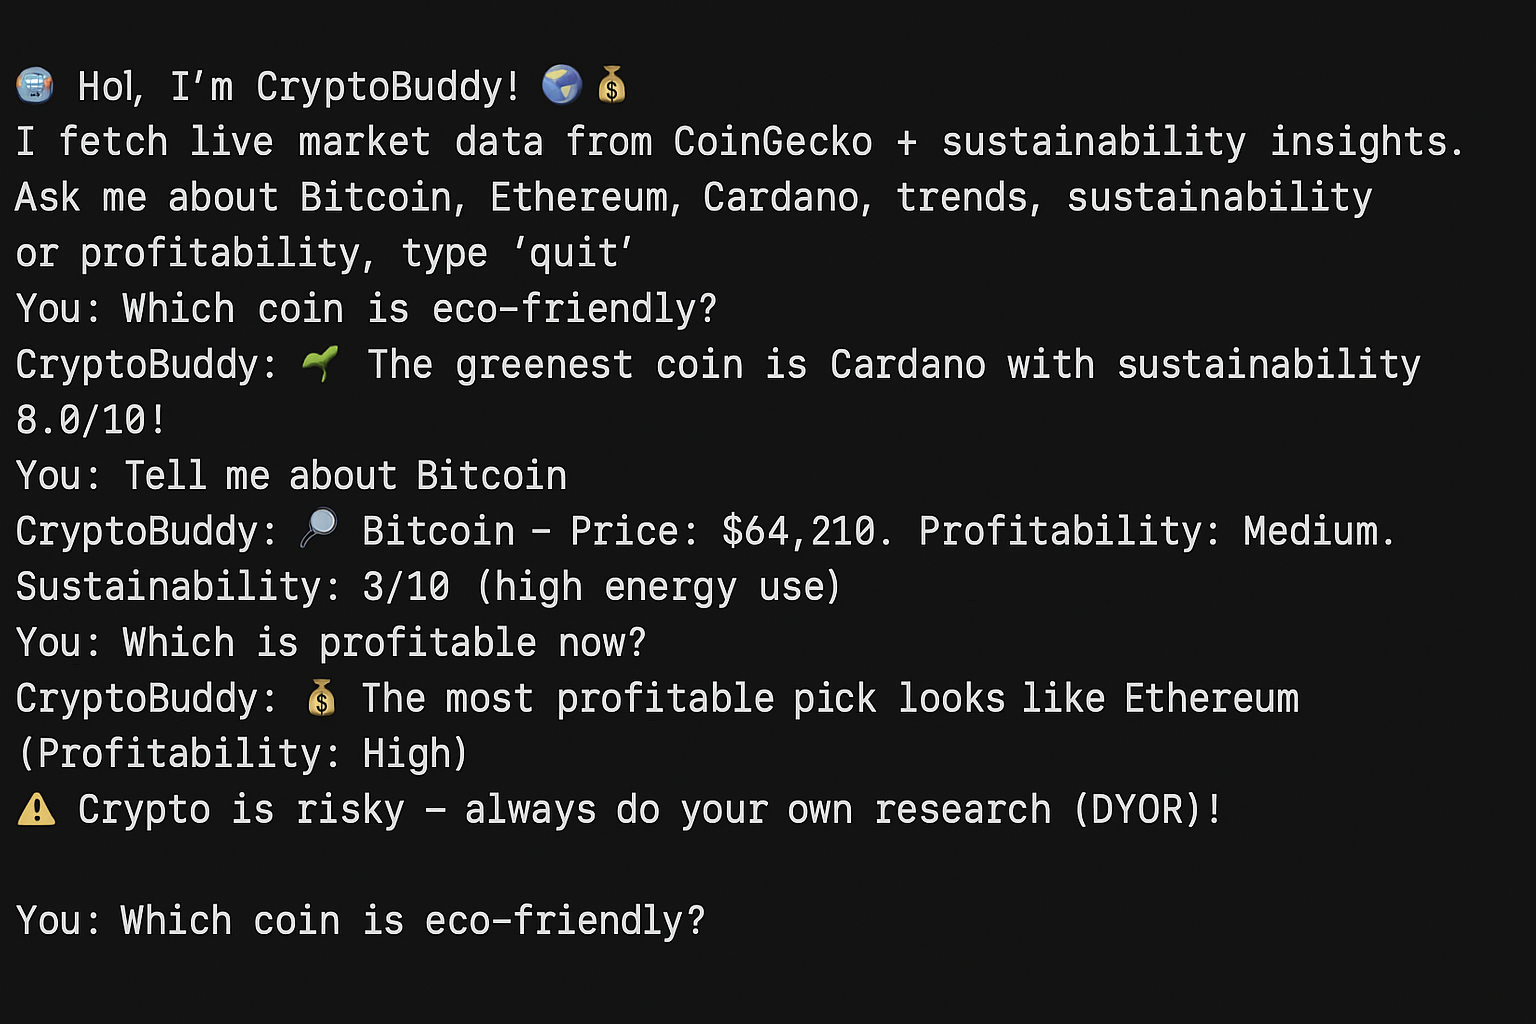 Hol, I’m CryptoBuddy!
I fetch live market data from CoinGecko + sustainability insights.
Ask me about Bitcoin, Ethereum, Cardano, trends, sustainability
or profitability, type ‘quit’
You: Which coin is eco-friendly?
CryptoBuddy: 🌱 The greenest coin is Cardano with sustainability
8.0/10!
You: Tell me about Bitcoin
CryptoBuddy: 🔎 Bitcoin – Price: $64,210. Profitability: Medium.
Sustainability: 3/10 (high energy use)
You: Which is profitable now?
CryptoBuddy: 💰 The most profitable pick looks like Ethereum
(Profitability: High)
⚠️ Crypto is risky – always do your own research (DYOR)!
You: Which coin is eco-friendly?